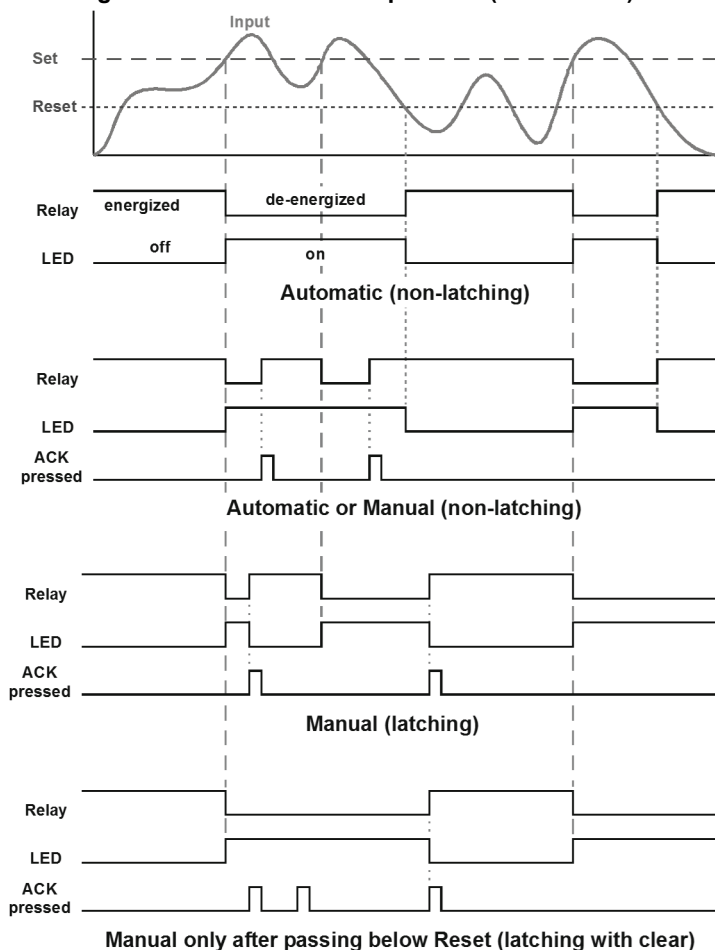 Input
Set
Reset
Relay
energized
de-energized
LED
off
on
Automatic (non-latching)
Relay
LED
ACK
pressed
Automatic or Manual (non-latching)
Relay
LED
ACK
pressed
Manual (latching)
Relay
LED
ACK
pressed
Manual only after passing below Reset (latching with clear)